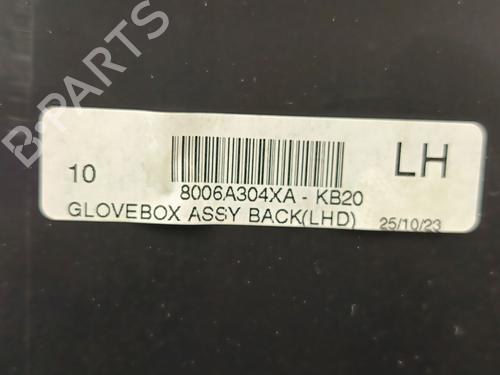 B-PARTS
LH
10
8006A304XA - KB20
GLOVEBOX ASSY BACK(LHD) 25/10/23